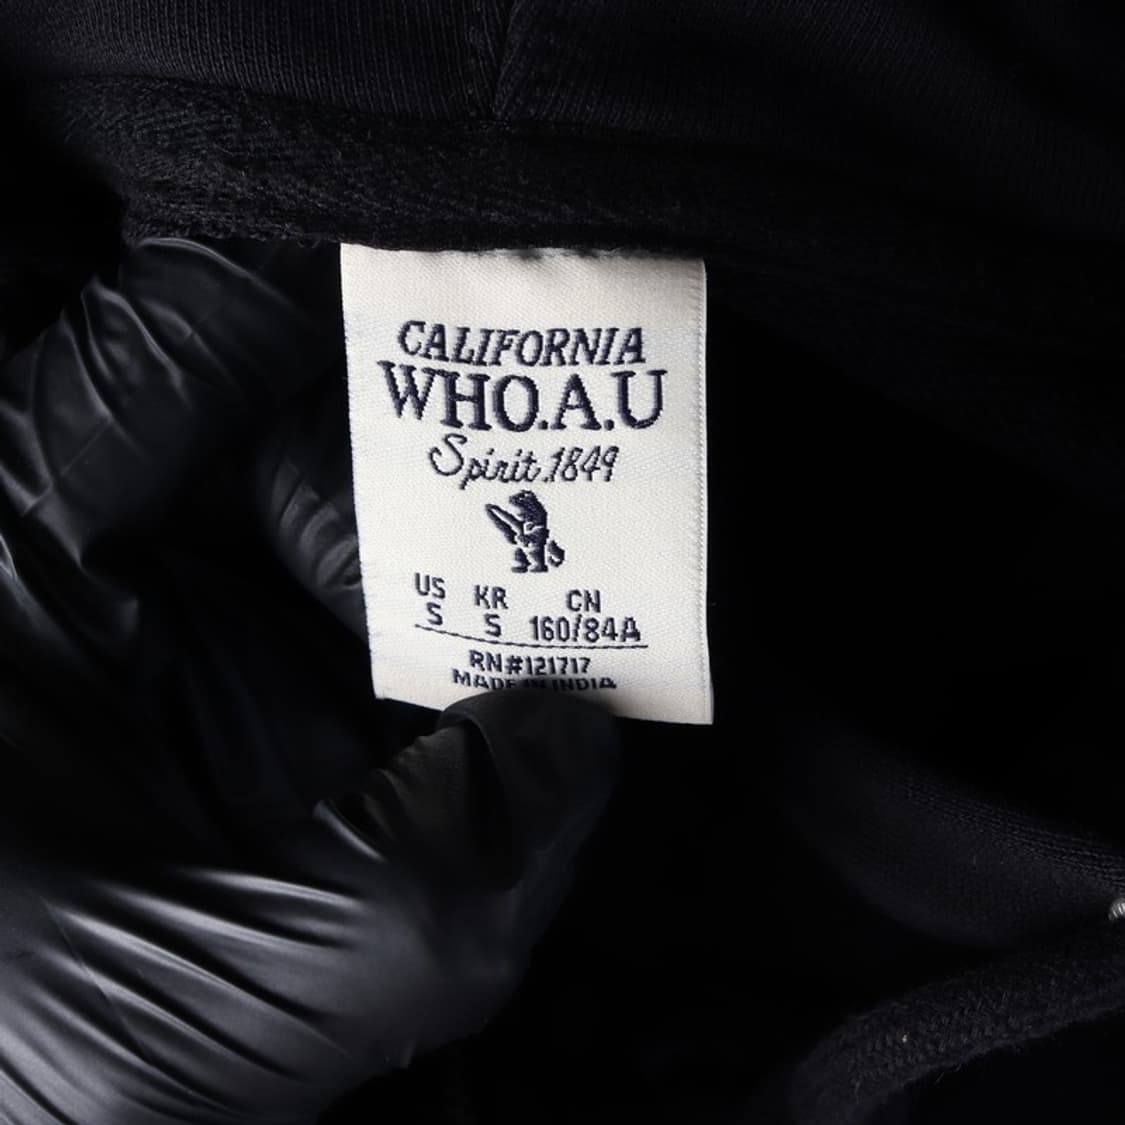 CALIFORNIA
WHO.A.U
Spirit.1849
US KR CN
S S 160/84A
RN#121717
MADE IN INDIA